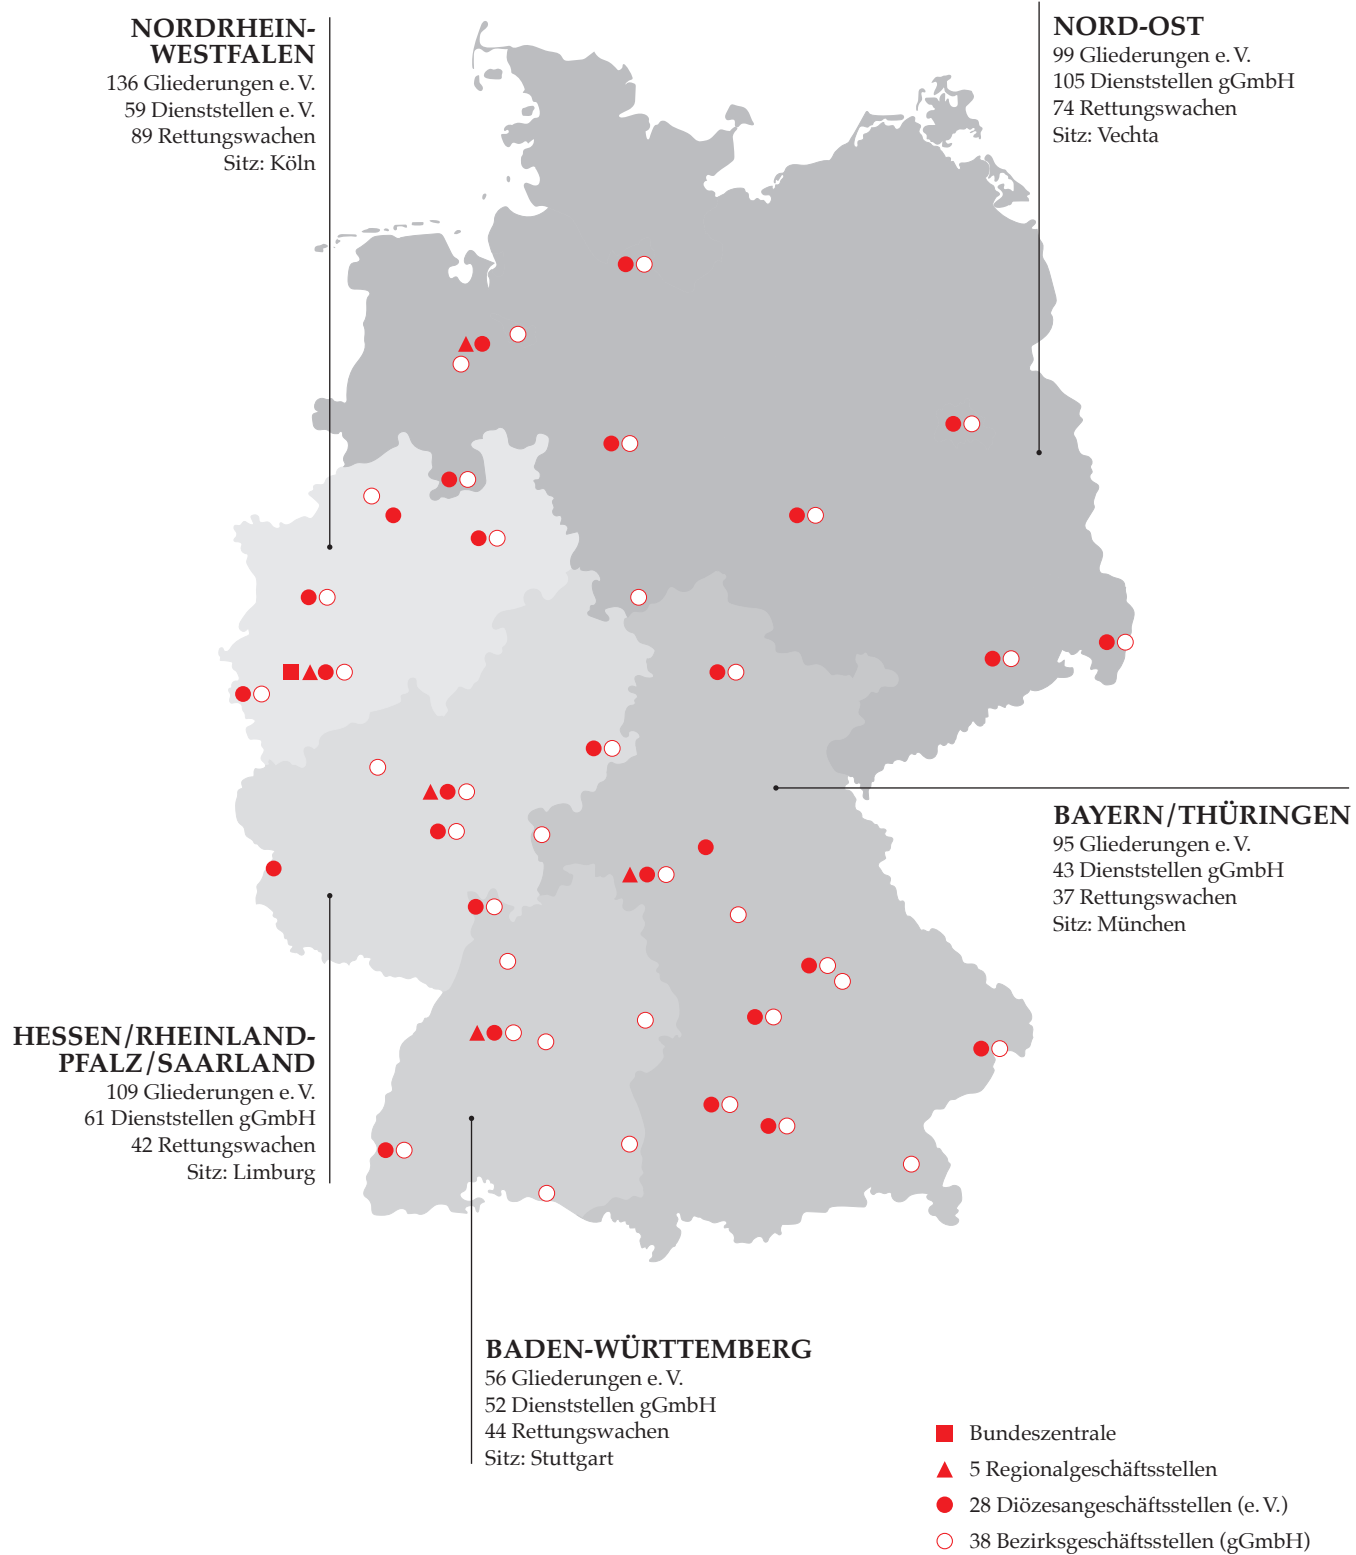 NORDRHEIN-
WESTFALEN
136 Gliederungen e. V.
59 Dienststellen e. V.
89 Rettungswachen
Sitz: Köln
NORD-OST
99 Gliederungen e. V.
105 Dienststellen gGmbH
74 Rettungswachen
Sitz: Vechta
BAYERN/THÜRINGEN
95 Gliederungen e. V.
43 Dienststellen gGmbH
37 Rettungswachen
Sitz: München
HESSEN/RHEINLAND-
PFALZ/SAARLAND
109 Gliederungen e. V.
61 Dienststellen gGmbH
42 Rettungswachen
Sitz: Limburg
BADEN-WÜRTTEMBERG
56 Gliederungen e. V.
52 Dienststellen gGmbH
44 Rettungswachen
Sitz: Stuttgart
Bundeszentrale
5 Regionalgeschäftsstellen
28 Diözesangeschäftsstellen (e. V.)
38 Bezirksgeschäftsstellen (gGmbH)